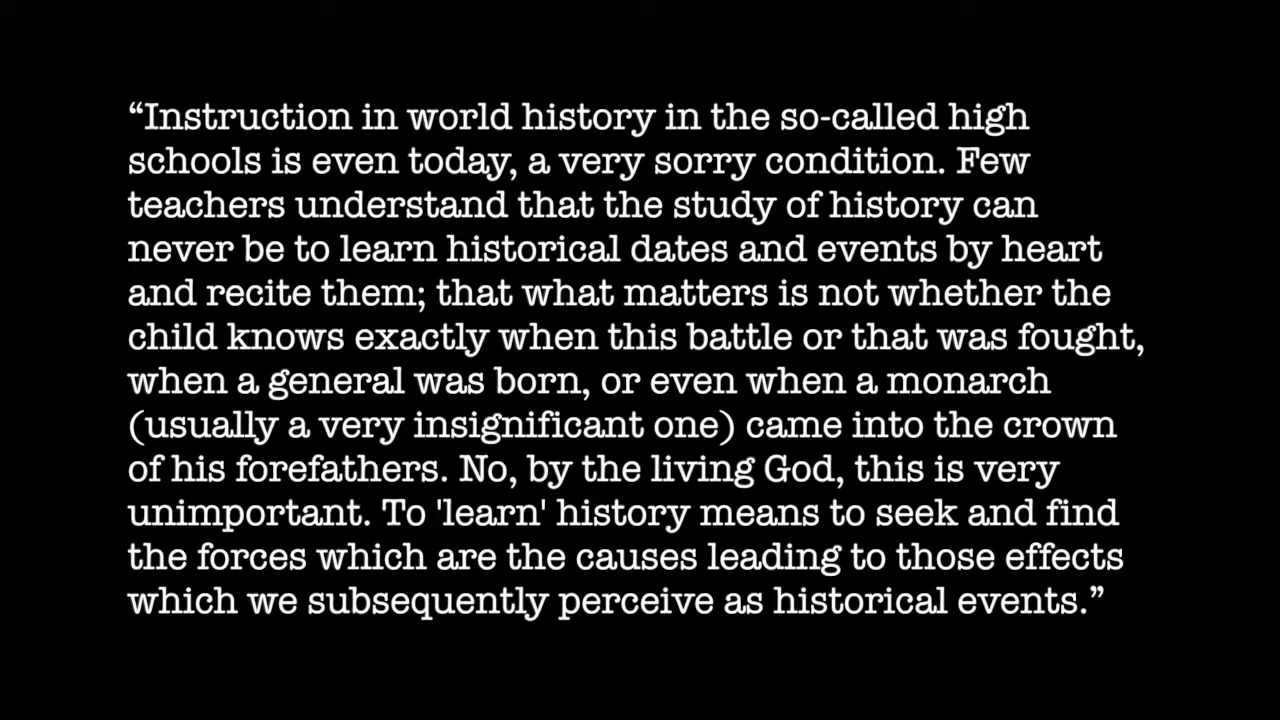 “Instruction in world history in the so-called high
schools is even today, a very sorry condition. Few
teachers understand that the study of history can
never be to learn historical dates and events by heart
and recite them; that what matters is not whether the
child knows exactly when this battle or that was fought,
when a general was born, or even when a monarch
(usually a very insignificant one) came into the crown
of his forefathers. No, by the living God, this is very
unimportant. To 'learn' history means to seek and find
the forces which are the causes leading to those effects
which we subsequently perceive as historical events.”